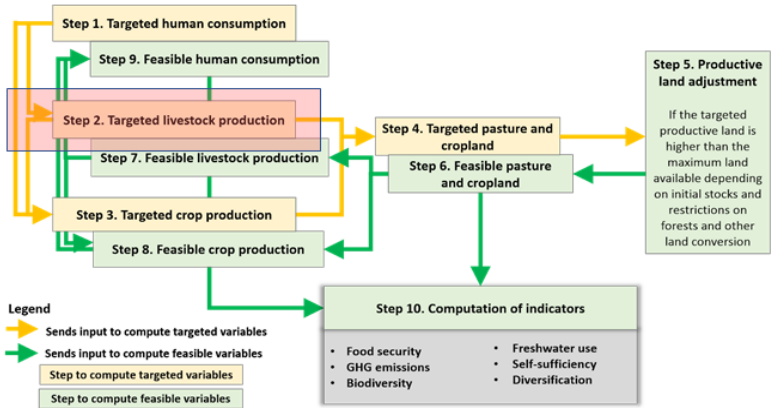 Step 1. Targeted human consumption
Step 9. Feasible human consumption
Step 2. Targeted livestock production
Step 7. Feasible livestock production
Step 3. Targeted crop production
Step 8. Feasible crop production
Step 4. Targeted pasture and
cropland
Step 6. Feasible pasture
and cropland
Step 5. Productive
land adjustment
If the targeted
productive land is
higher than the
maximum land
available depending
on initial stocks and
restrictions on
forests and other
land conversion
Step 10. Computation of indicators
• Food security
• GHG emissions
• Biodiversity
• Freshwater use
• Self-sufficiency
• Diversification
Legend
Sends input to compute targeted variables
Sends input to compute feasible variables
Step to compute targeted variables
Step to compute feasible variables